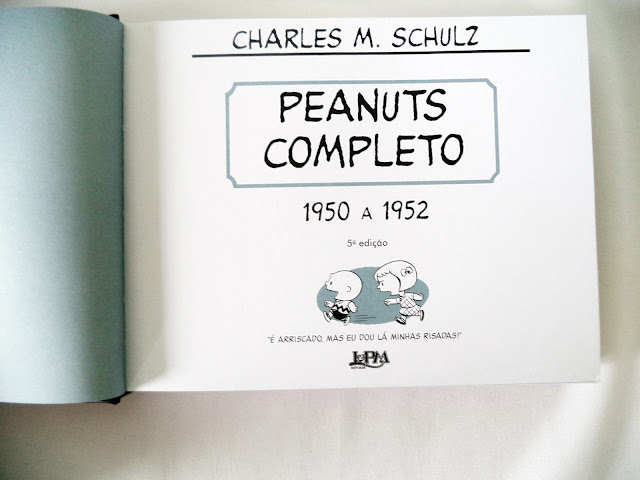 CHARLES M. SCHULZ
PEANUTS
COMPLETO
1950 A 1952
5ª edição
"É ARRISCADO, MAS EU DOU LÁ MINHAS RISADAS!"
L&PM